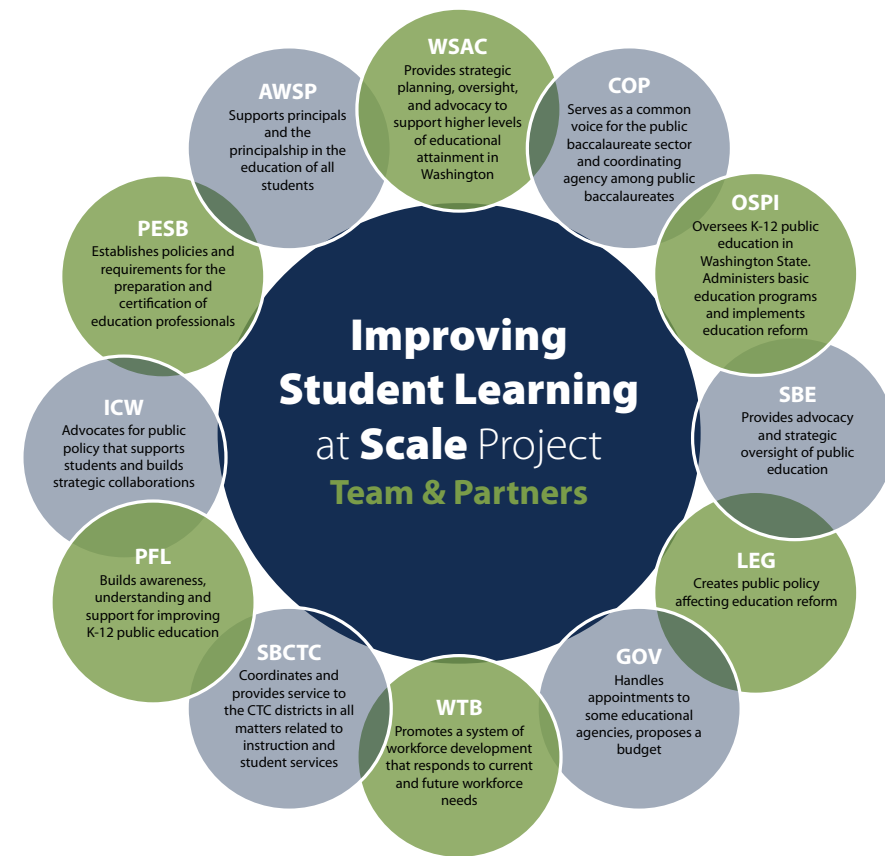 WSAC
Provides strategic
planning, oversight,
and advocacy to
support higher levels
of educational
attainment in
Washington
COP
Serves as a common
voice for the public
baccalaureate sector
and coordinating
agency among public
baccalaureates
OSPI
Oversees K-12 public
education in
Washington State.
Administers basic
education programs
and implements
education reform
SBE
Provides advocacy
and strategic
oversight of public
education
LEG
Creates public policy
affecting education reform
GOV
Handles
appointments to
some educational
agencies, proposes a
budget
WTB
Promotes a system of
workforce development
that responds to current
and future workforce
needs
SBCTC
Coordinates and
provides service to
the CTC districts in all
matters related to
instruction and
student services
PFL
Builds awareness,
understanding and
support for improving
K-12 public education
ICW
Advocates for public
policy that supports
students and builds
strategic collaborations
PESB
Establishes policies and
requirements for the
preparation and
certification of
education professionals
AWSP
Supports principals
and the
principalship in the
education of all
students
Improving
Student Learning
at Scale Project
Team & Partners